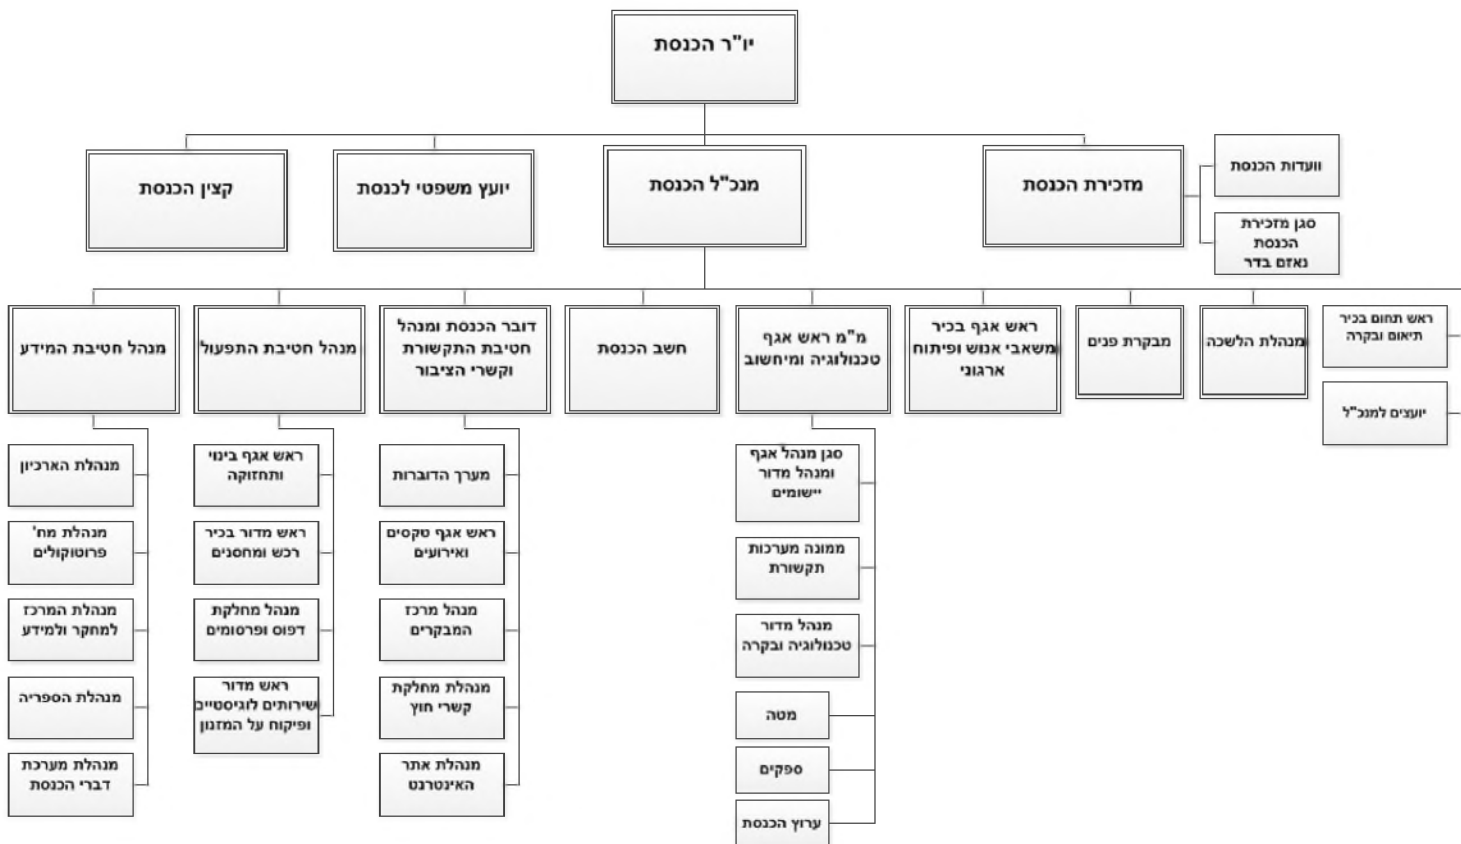 יו"ר הכנסת
מזכירת הכנסת
מנכ"ל הכנסת
יועץ משפטי לכנסת
קצין הכנסת
וועדות הכנסת
סגן מזכירת
הכנסת
נאזם בדר
ראש תחום בכיר
תיאום ובקרה
יועצים למנכ"ל
מנהלת הלשכה
מבקרת פנים
ראש אגף בכיר
משאבי אנוש ופיתוח
ארגוני
מ"מ ראש אגף
טכנולוגיה ומיחשוב
חשב הכנסת
דובר הכנסת ומנהל
חטיבת התקשורת
וקשרי הציבור
מנהל חטיבת התפעול
מנהל חטיבת המידע
סגן מנהל אגף
ומנהל מדור
יישומים
ממונה מערכות
תקשורת
מנהל מדור
טכנולוגיה ובקרה
מטה
ספקים
ערוץ הכנסת
מערך הדוברות
ראש אגף טקסים
ואירועים
מנהל מרכז
המבקרים
מנהלת מחלקת
קשרי חוץ
מנהלת אתר
האינטרנט
ראש אגף בינוי
ותחזוקה
ראש מדור בכיר
רכש ומחסנים
מנהל מחלקת
דפוס ופרסומים
ראש מדור
שירותים לוגיסטיים
ופיקוח על המזנון
מנהלת הארכיון
מנהלת מח'
פרוטוקולים
מנהלת המרכז
למחקר ולמידע
מנהלת הספריה
מנהלת מערכת
דברי הכנסת